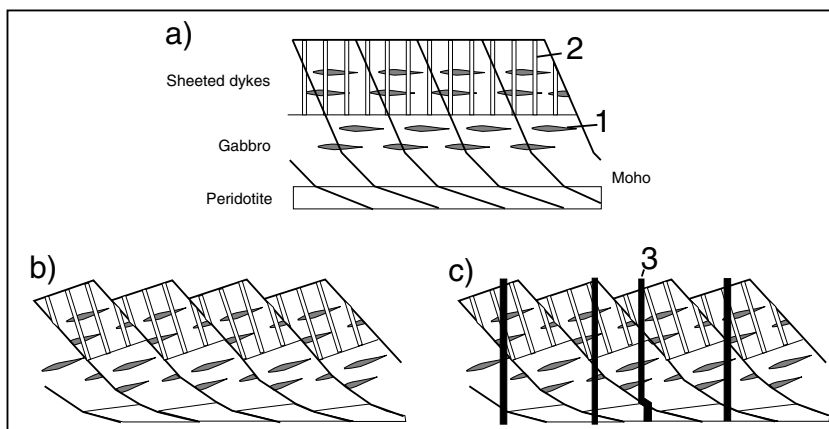 a)
2
Sheeted dykes
1
Gabbro
Moho
Peridotite
b)
c)
3